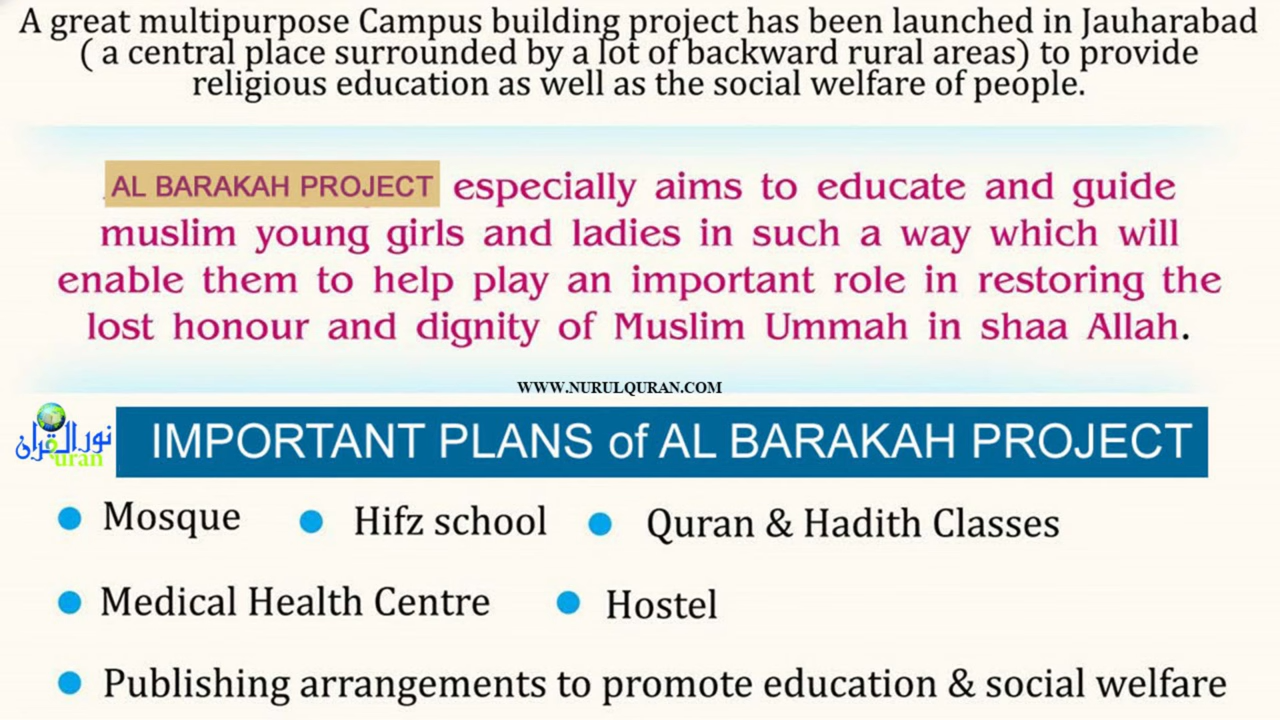 A great multipurpose Campus building project has been launched in Jauharabad
( a central place surrounded by a lot of backward rural areas) to provide
religious education as well as the social welfare of people.
AL BARAKAH PROJECT especially aims to educate and guide
muslim young girls and ladies in such a way which will
enable them to help play an important role in restoring the
lost honour and dignity of Muslim Ummah in shaa Allah.
WWW.NURULQURAN.COM
نور القرآن
uran
IMPORTANT PLANS of AL BARAKAH PROJECT
Mosque
Hifz school
Quran & Hadith Classes
Medical Health Centre
Hostel
Publishing arrangements to promote education & social welfare